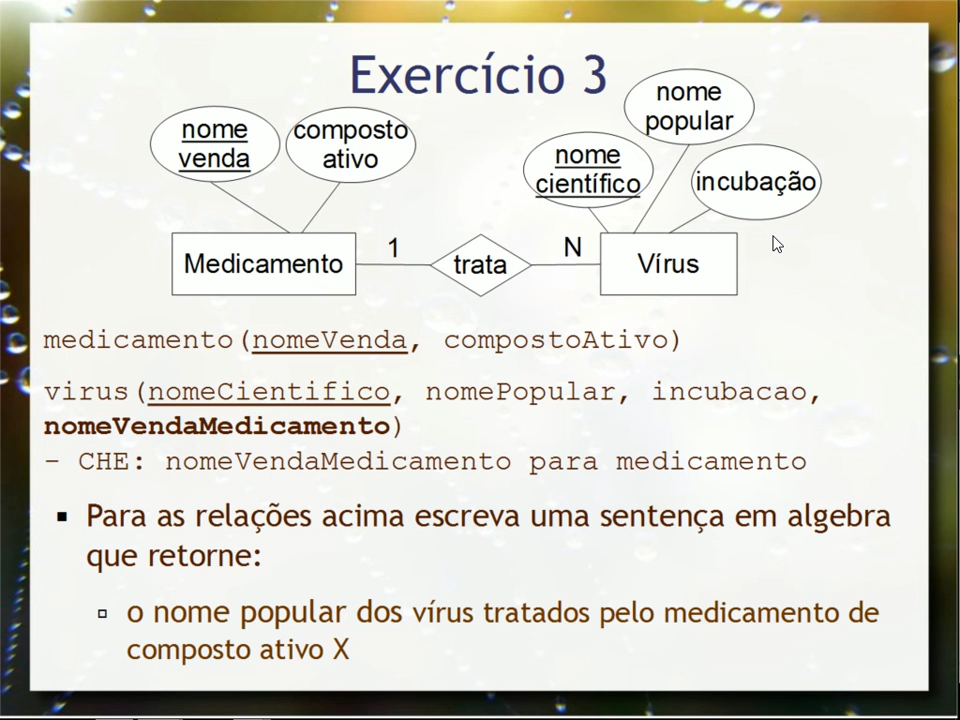 Exercício 3
nome
venda
composto
ativo
nome
científico
nome
popular
incubação
Medicamento
1
trata
N
Vírus
medicamento(nomeVenda, compostoAtivo)
virus(nomeCientifico, nomePopular, incubacao,
nomeVendaMedicamento)
– CHE: nomeVendaMedicamento para medicamento
▪ Para as relações acima escreva uma sentença em algebra
que retorne:
▫ o nome popular dos vírus tratados pelo medicamento de
composto ativo X